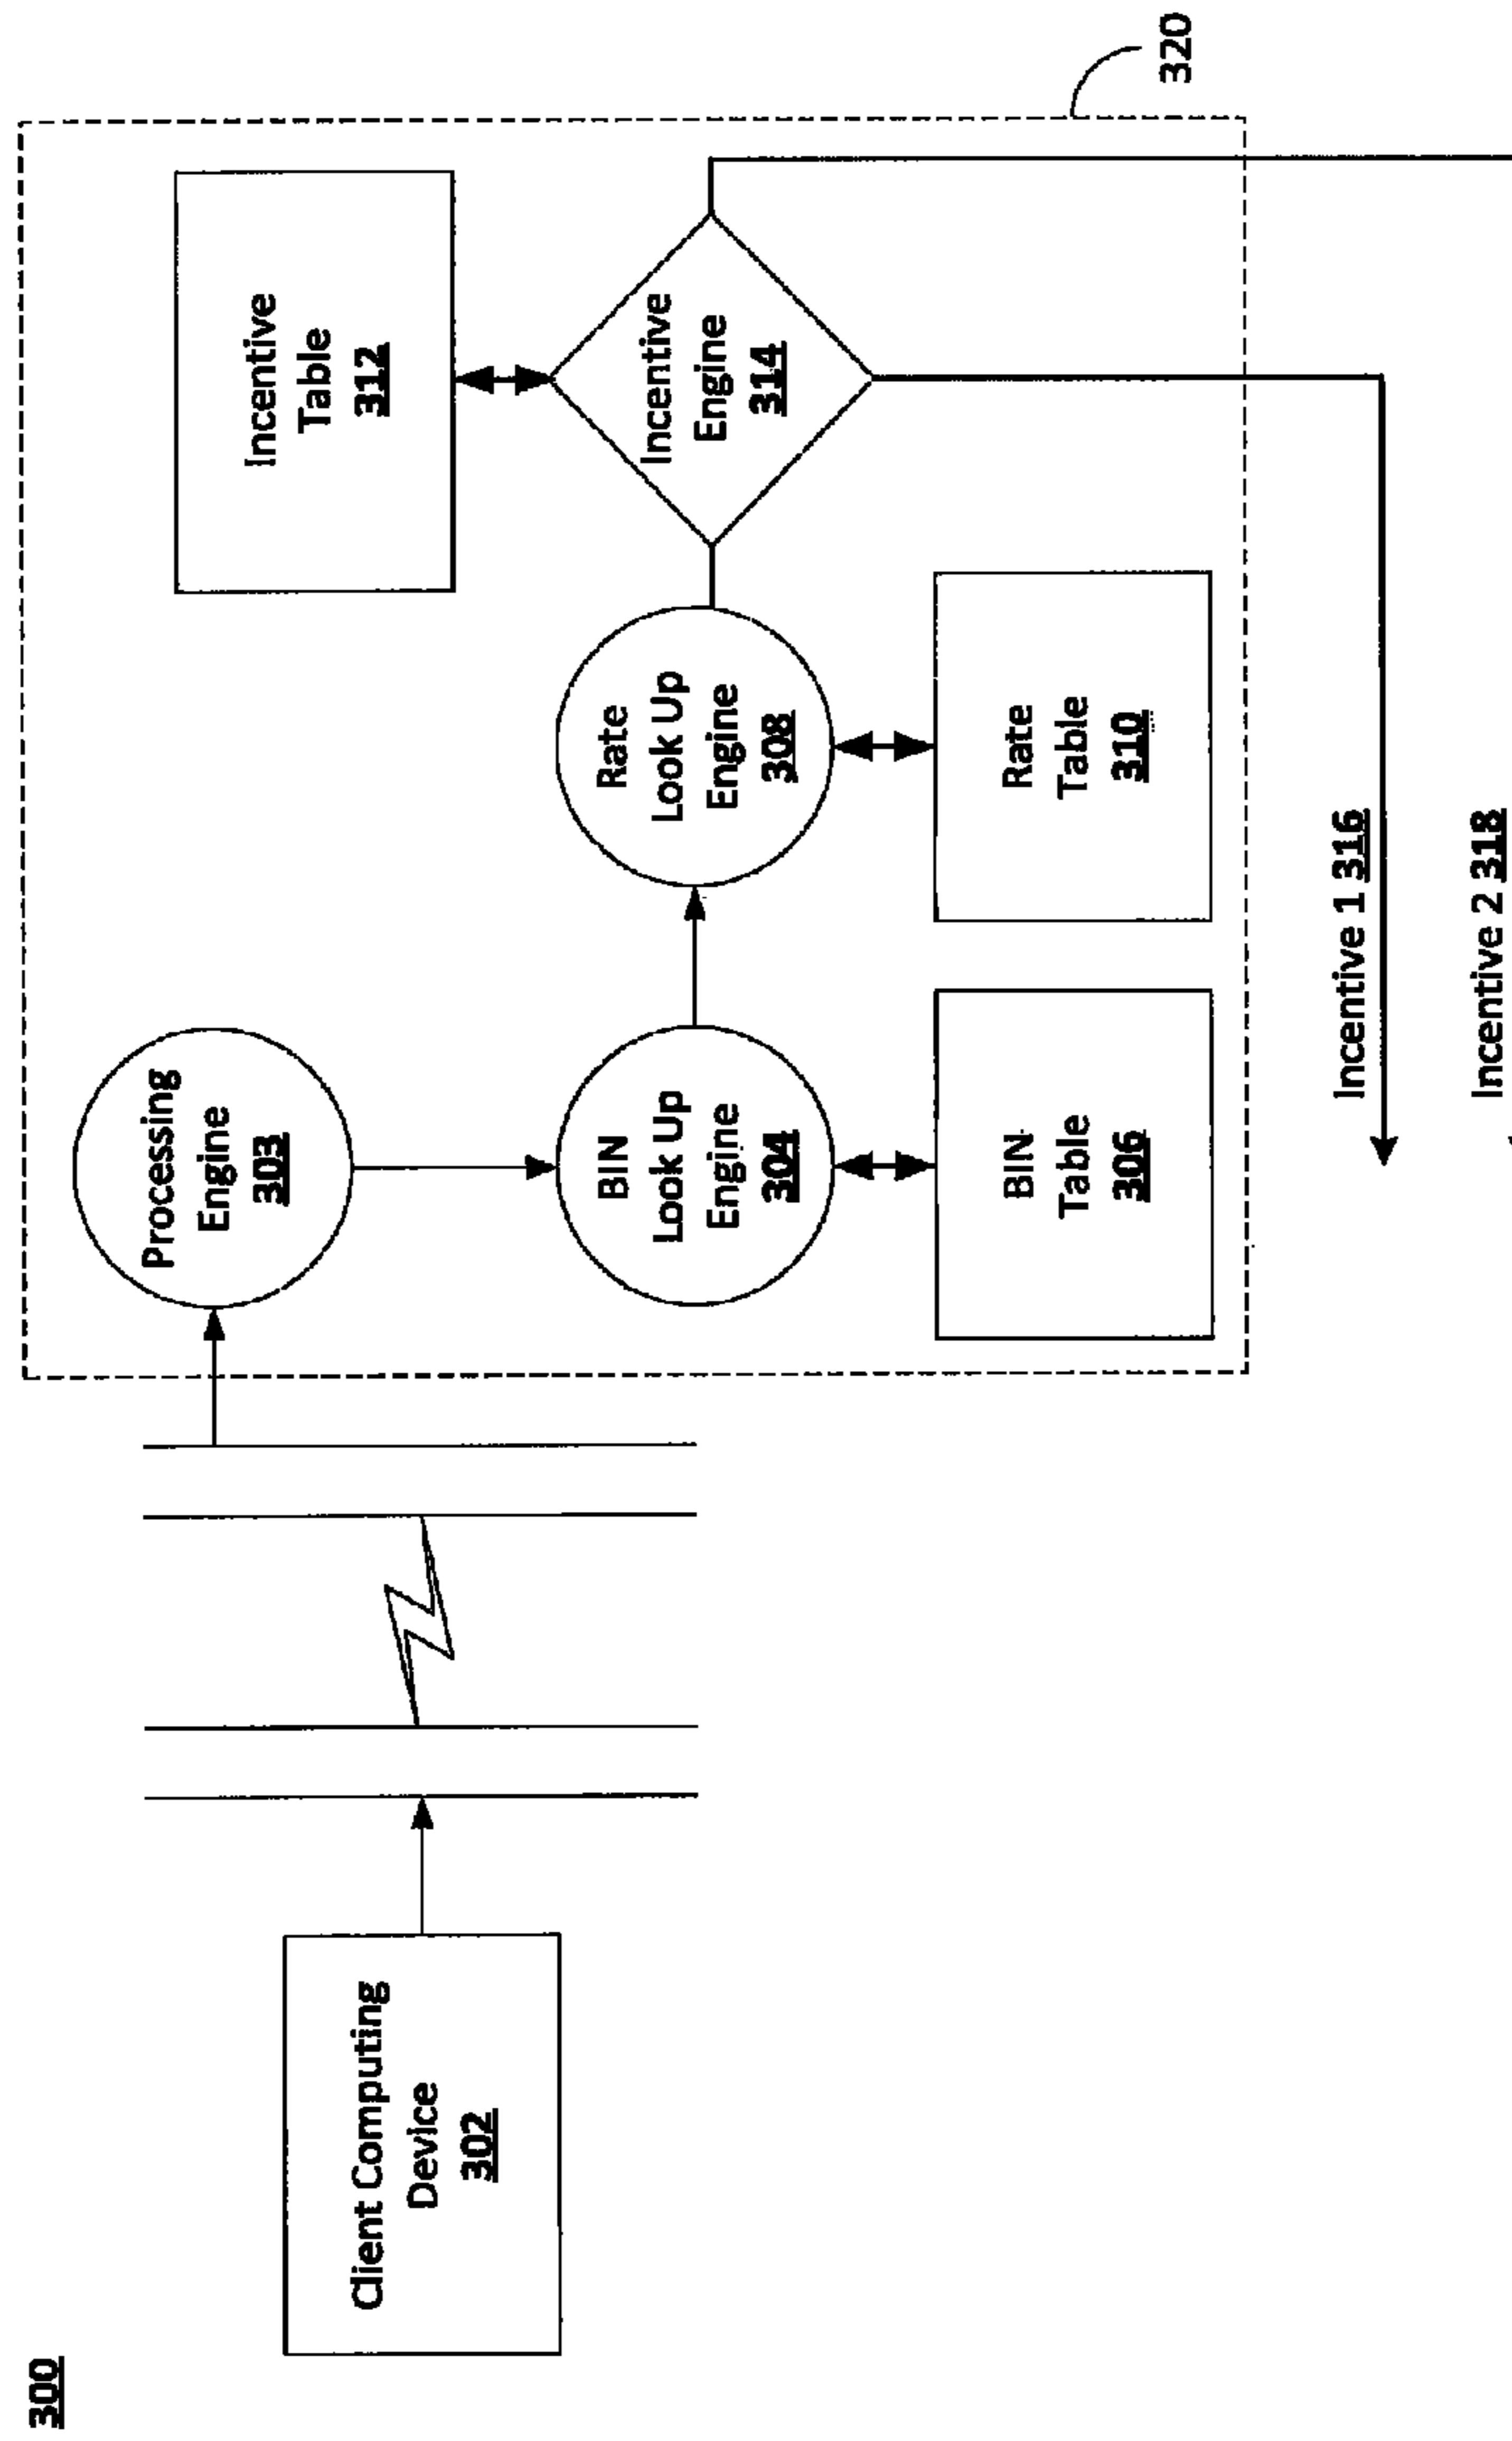 300
Client Computing
Device
302
Processing
Engine
303
BIN
Look Up
Engine
304
BIN
Table
306
Rate
Look Up
Engine
308
Rate
Table
310
Incentive
Table
312
Incentive
Engine
314
320
Incentive 1 316
Incentive 2 318